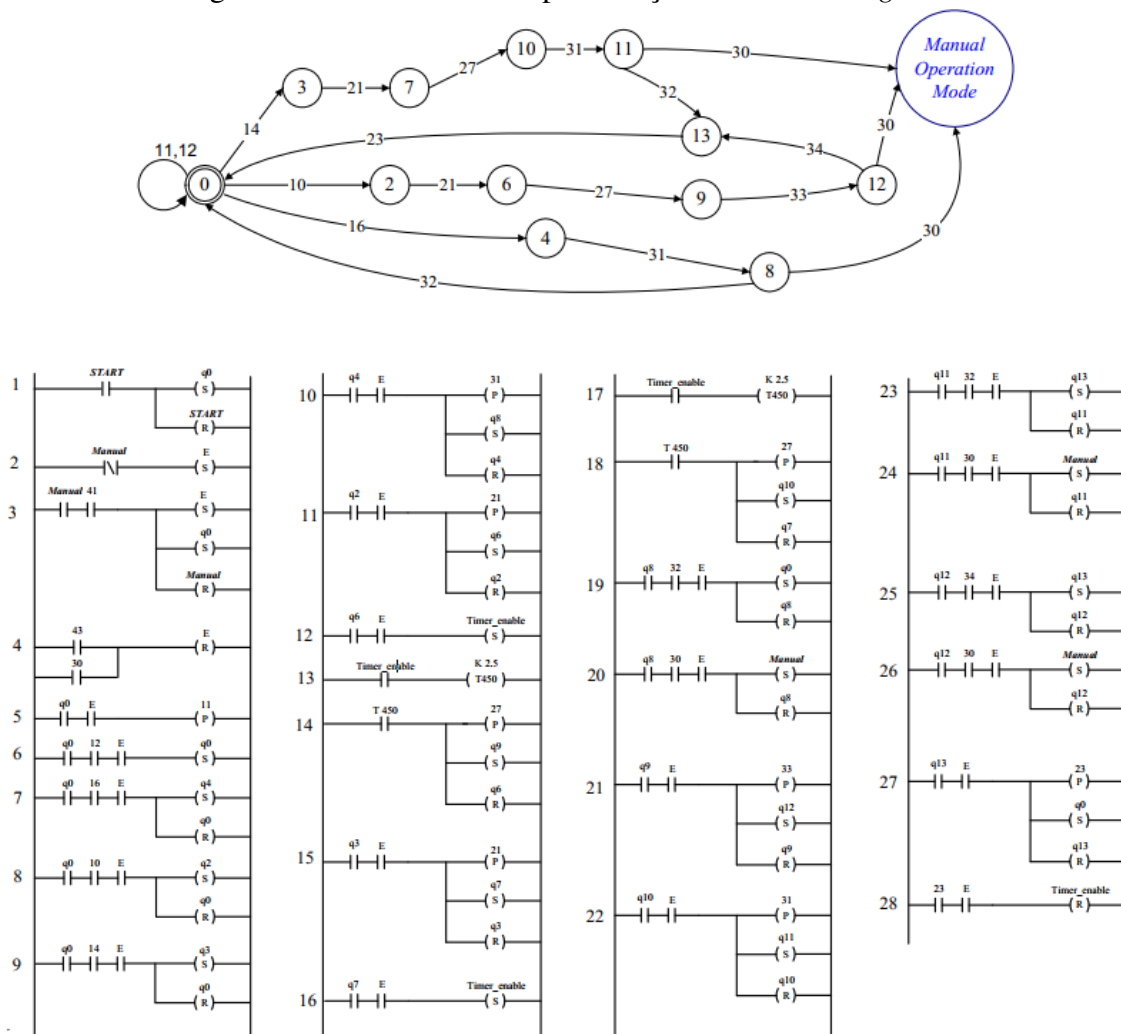 10
31
11
30
Manual
Operation
Mode
27
3
21
7
32
14
23
13
34
30
11,12
0
10
2
21
6
27
9
33
12
16
4
31
8
30
32
1
START
q0
S
START
R
2
Manual
E
S
3
Manual 41
E
S
q0
S
Manual
R
4
43
E
R
30
5
q0 E
11
P
6
q0 12 E
q0
S
7
q0 16 E
q4
S
q0
R
8
q0 10 E
q2
S
q0
R
9
q0 14 E
q3
S
q0
R
10
q4 E
31
P
q8
S
q4
R
11
q2 E
21
P
q6
S
q2
R
12
q6 E
Timer_enable
S
13
Timer_enable
K 2.5
T450
14
T 450
27
P
q9
S
q6
R
15
q3 E
21
P
q7
S
q3
R
16
q7 E
Timer_enable
S
17
Timer_enable
K 2.5
T450
18
T 450
27
P
q10
S
q7
R
19
q8 32 E
q0
S
q8
R
20
q8 30 E
Manual
S
q8
R
21
q9 E
33
P
q12
S
q9
R
22
q10 E
31
P
q11
S
q10
R
23
q11 32 E
q13
S
q11
R
24
q11 30 E
Manual
S
q11
R
25
q12 34 E
q13
S
q12
R
26
q12 30 E
Manual
S
q12
R
27
q13 E
23
P
q0
S
q13
R
28
23 E
Timer_enable
R